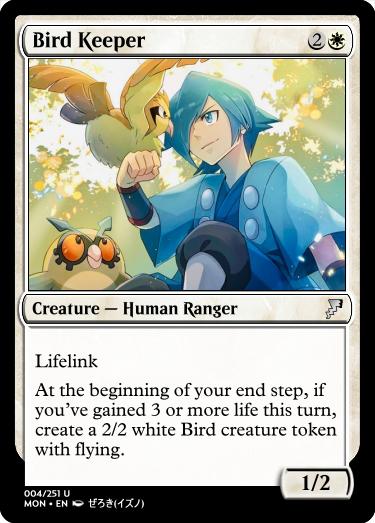 Bird Keeper 2
Creature — Human Ranger
Lifelink
At the beginning of your end step, if
you've gained 3 or more life this turn,
create a 2/2 white Bird creature token
with flying.
1/2
004/251 U
MON • EN ぜろき(イズノ)